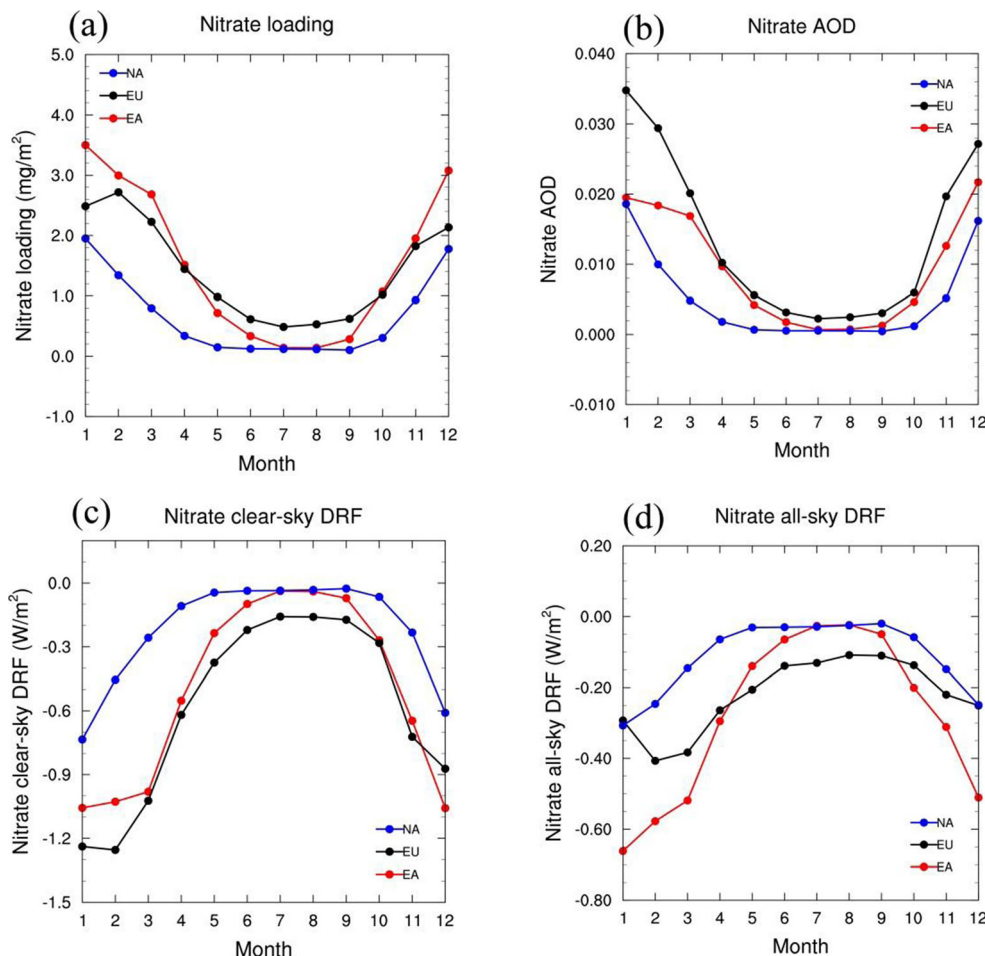 (a)
Nitrate loading
5.0
4.0
3.0
2.0
1.0
0.0
-1.0
Nitrate loading (mg/m²)
NA
EU
EA
1 2 3 4 5 6 7 8 9 10 11 12
Month
(b)
Nitrate AOD
0.040
0.030
0.020
0.010
0.000
-0.010
Nitrate AOD
NA
EU
EA
1 2 3 4 5 6 7 8 9 10 11 12
Month
(c)
Nitrate clear-sky DRF
0.0
-0.3
-0.6
-0.9
-1.2
-1.5
Nitrate clear-sky DRF (W/m²)
NA
EU
EA
1 2 3 4 5 6 7 8 9 10 11 12
Month
(d)
Nitrate all-sky DRF
0.20
0.00
-0.20
-0.40
-0.60
-0.80
Nitrate all-sky DRF (W/m²)
NA
EU
EA
1 2 3 4 5 6 7 8 9 10 11 12
Month